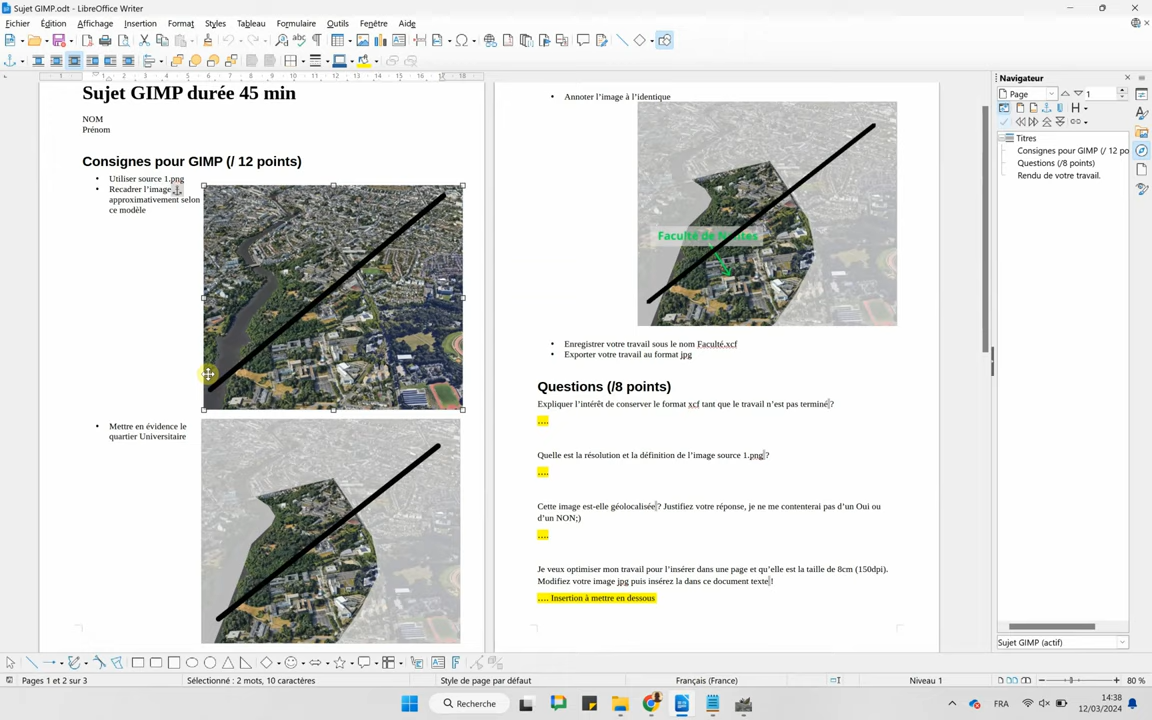 Sujet GIMP.odt - LibreOffice Writer
Fichier Édition Affichage Insertion Format Styles Tableau Formulaire Outils Fenêtre Aide
Sujet GIMP durée 45 min
NOM
Prénom
Consignes pour GIMP (/ 12 points)
• Utiliser source 1.png
• Recadrer l'image
approximativement selon
ce modèle
• Mettre en évidence le
quartier Universitaire
• Annoter l'image à l'identique
• Enregistrer votre travail sous le nom Faculté.xcf
• Exporter votre travail au format jpg
Questions (/8 points)
Expliquer l'intérêt de conserver le format xcf tant que le travail n'est pas terminé ?
….
Quelle est la résolution et la définition de l'image source 1.png ?
….
Cette image est-elle géolocalisée ? Justifiez votre réponse, je ne me contenterai pas d'un Oui ou
d'un NON;)
….
Je veux optimiser mon travail pour l'insérer dans une page et qu'elle est la taille de 8cm (150dpi).
Modifiez votre image jpg puis insérez la dans ce document texte !
…. Insertion à mettre en dessous
Navigateur
Page 1
Titres
Consignes pour GIMP (/ 12 po
Questions (/8 points)
Rendu de votre travail.
Sujet GIMP (actif)
Pages 1 et 2 sur 3 Sélectionné : 2 mots, 10 caractères Style de page par défaut Français (France) Niveau 1 80 %
Recherche
FRA
14:38
12/03/2024